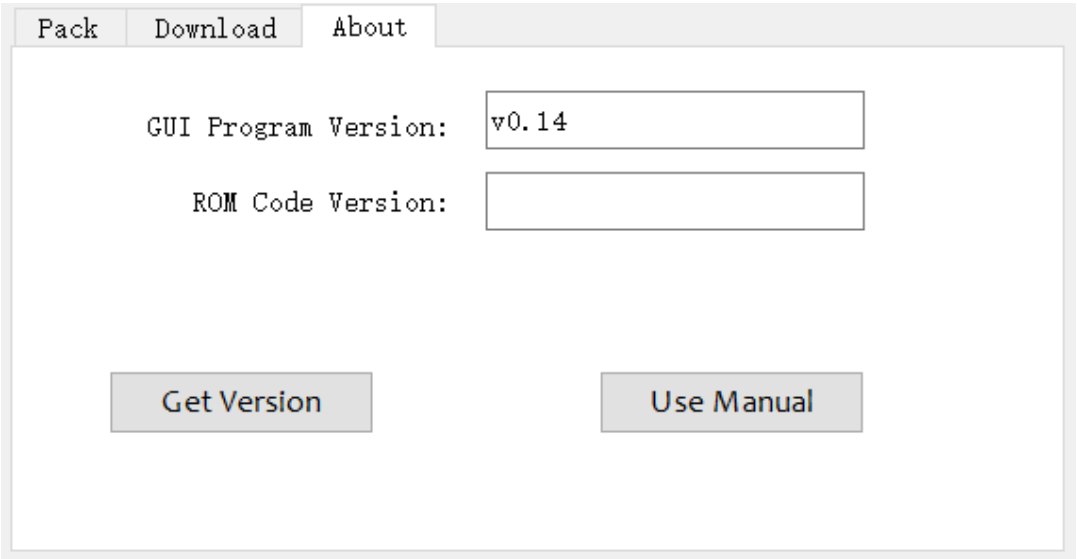 Pack Download About
GUI Program Version: v0.14
ROM Code Version:
Get Version Use Manual